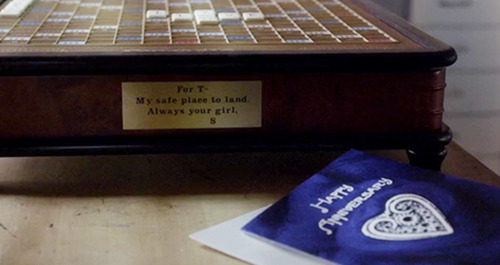 For T-
My safe place to land.
Always your girl,
S
Happy
Anniversary